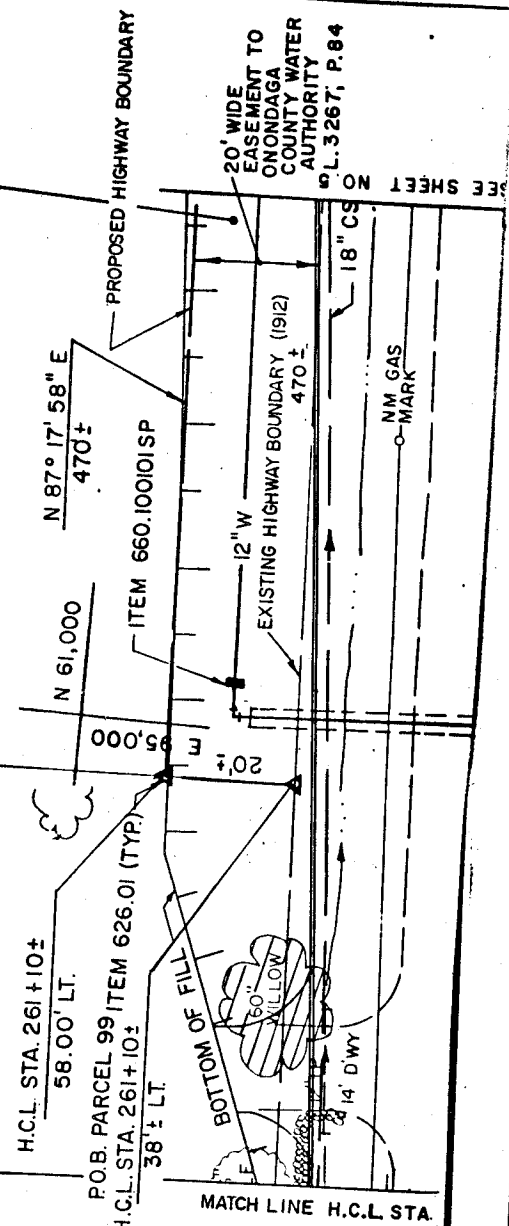 PROPOSED HIGHWAY BOUNDARY
20' WIDE
EASEMENT TO
ONONDAGA
COUNTY WATER
AUTHORITY
L.3267, P.84
SEE SHEET NO 5
N 87° 17' 58" E
470'±
18" CS
N 61,000
ITEM 660.100101SP
12" W
EXISTING HIGHWAY BOUNDARY (1912)
470'±
NM GAS
MARK
E 95,000
20'±
H.C.L. STA. 261+10±
58.00' LT.
P.O.B. PARCEL 99
ITEM 626.01 (TYP.)
H.C.L. STA. 261+10±
38'± LT.
BOTTOM OF FILL
60"
WILLOW
14' D'WY
F
MATCH LINE H.C.L. STA.